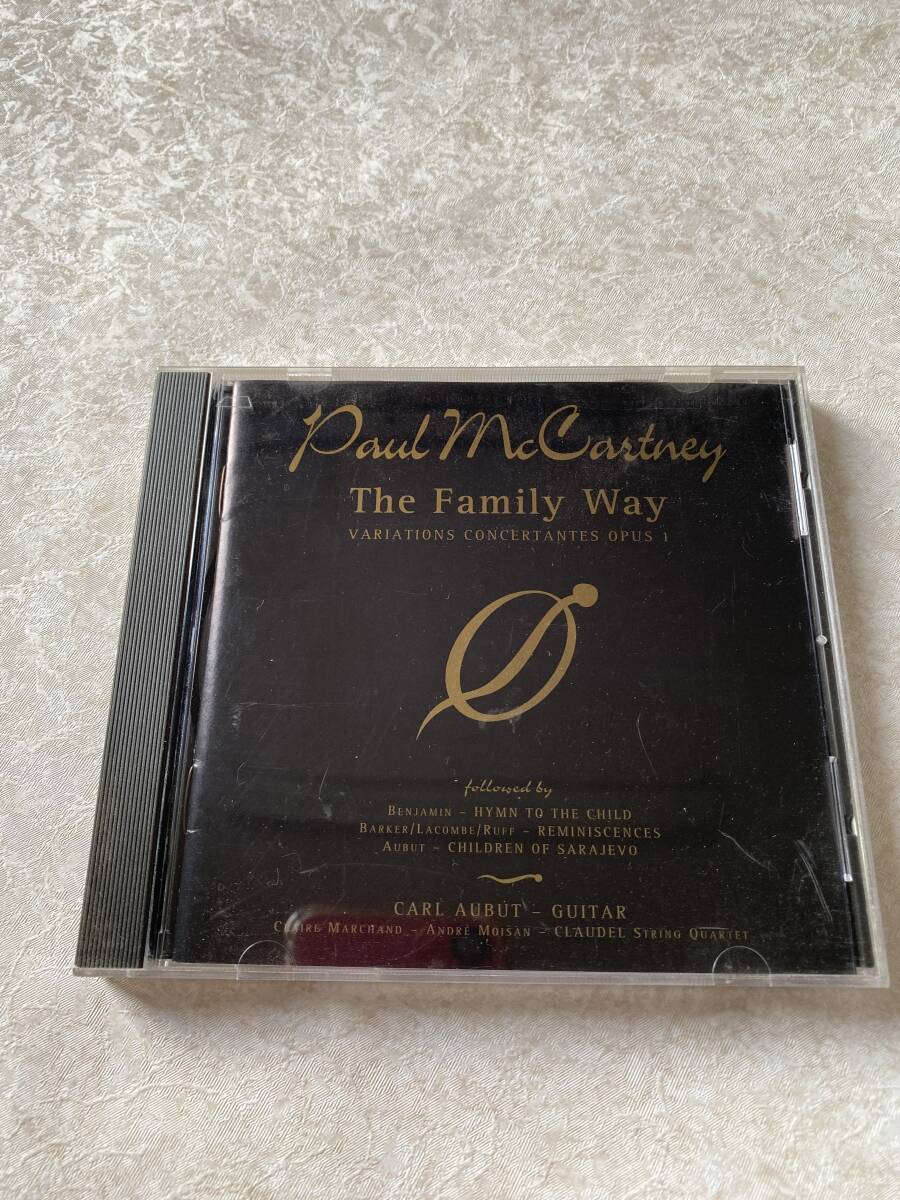 Paul McCartney
The Family Way
VARIATIONS CONCERTANTES OPUS 1
followed by
BENJAMIN – HYMN TO THE CHILD
BARKER/LACOMBE/RUFF – REMINISCENCES
AUBUT – CHILDREN OF SARAJEVO
CARL AUBUT – GUITAR
CLAIRE MARCHAND – ANDRÉ MOISAN – CLAUDEL STRING QUARTET